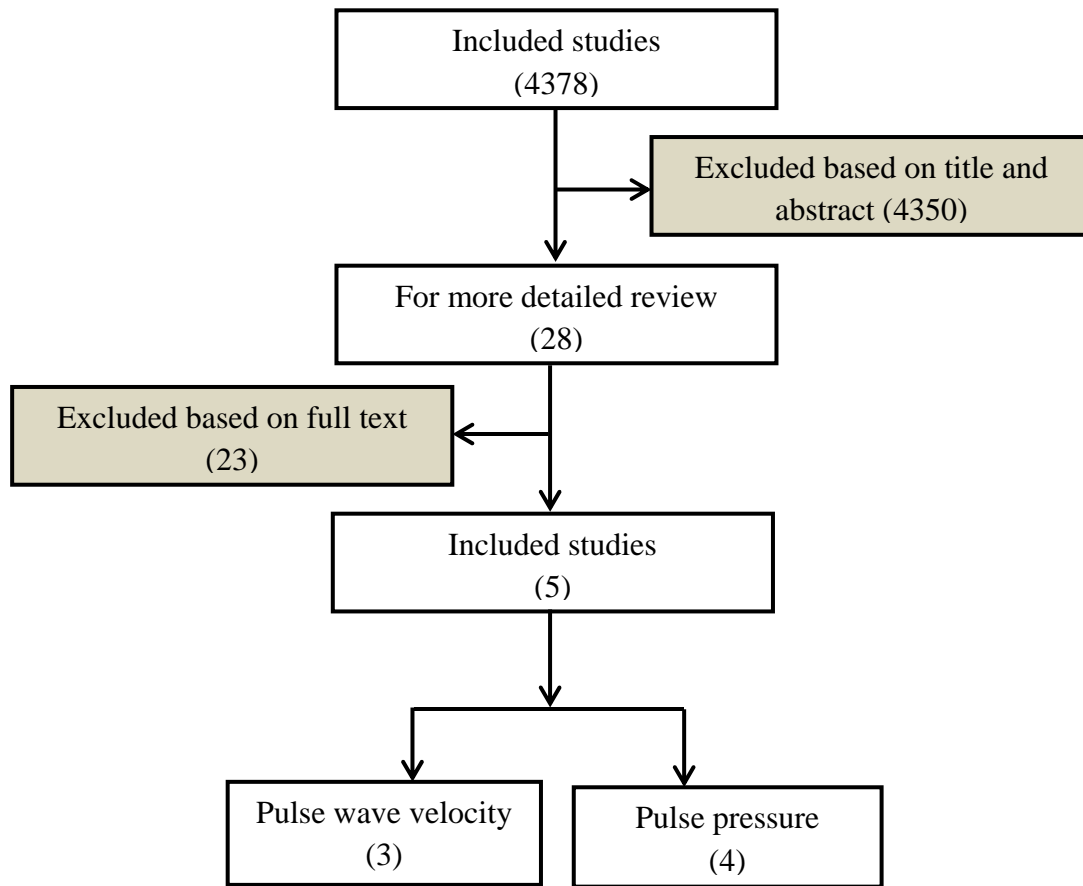 Included studies
(4378)
Excluded based on title and
abstract (4350)
For more detailed review
(28)
Excluded based on full text
(23)
Included studies
(5)
Pulse wave velocity
(3)
Pulse pressure
(4)